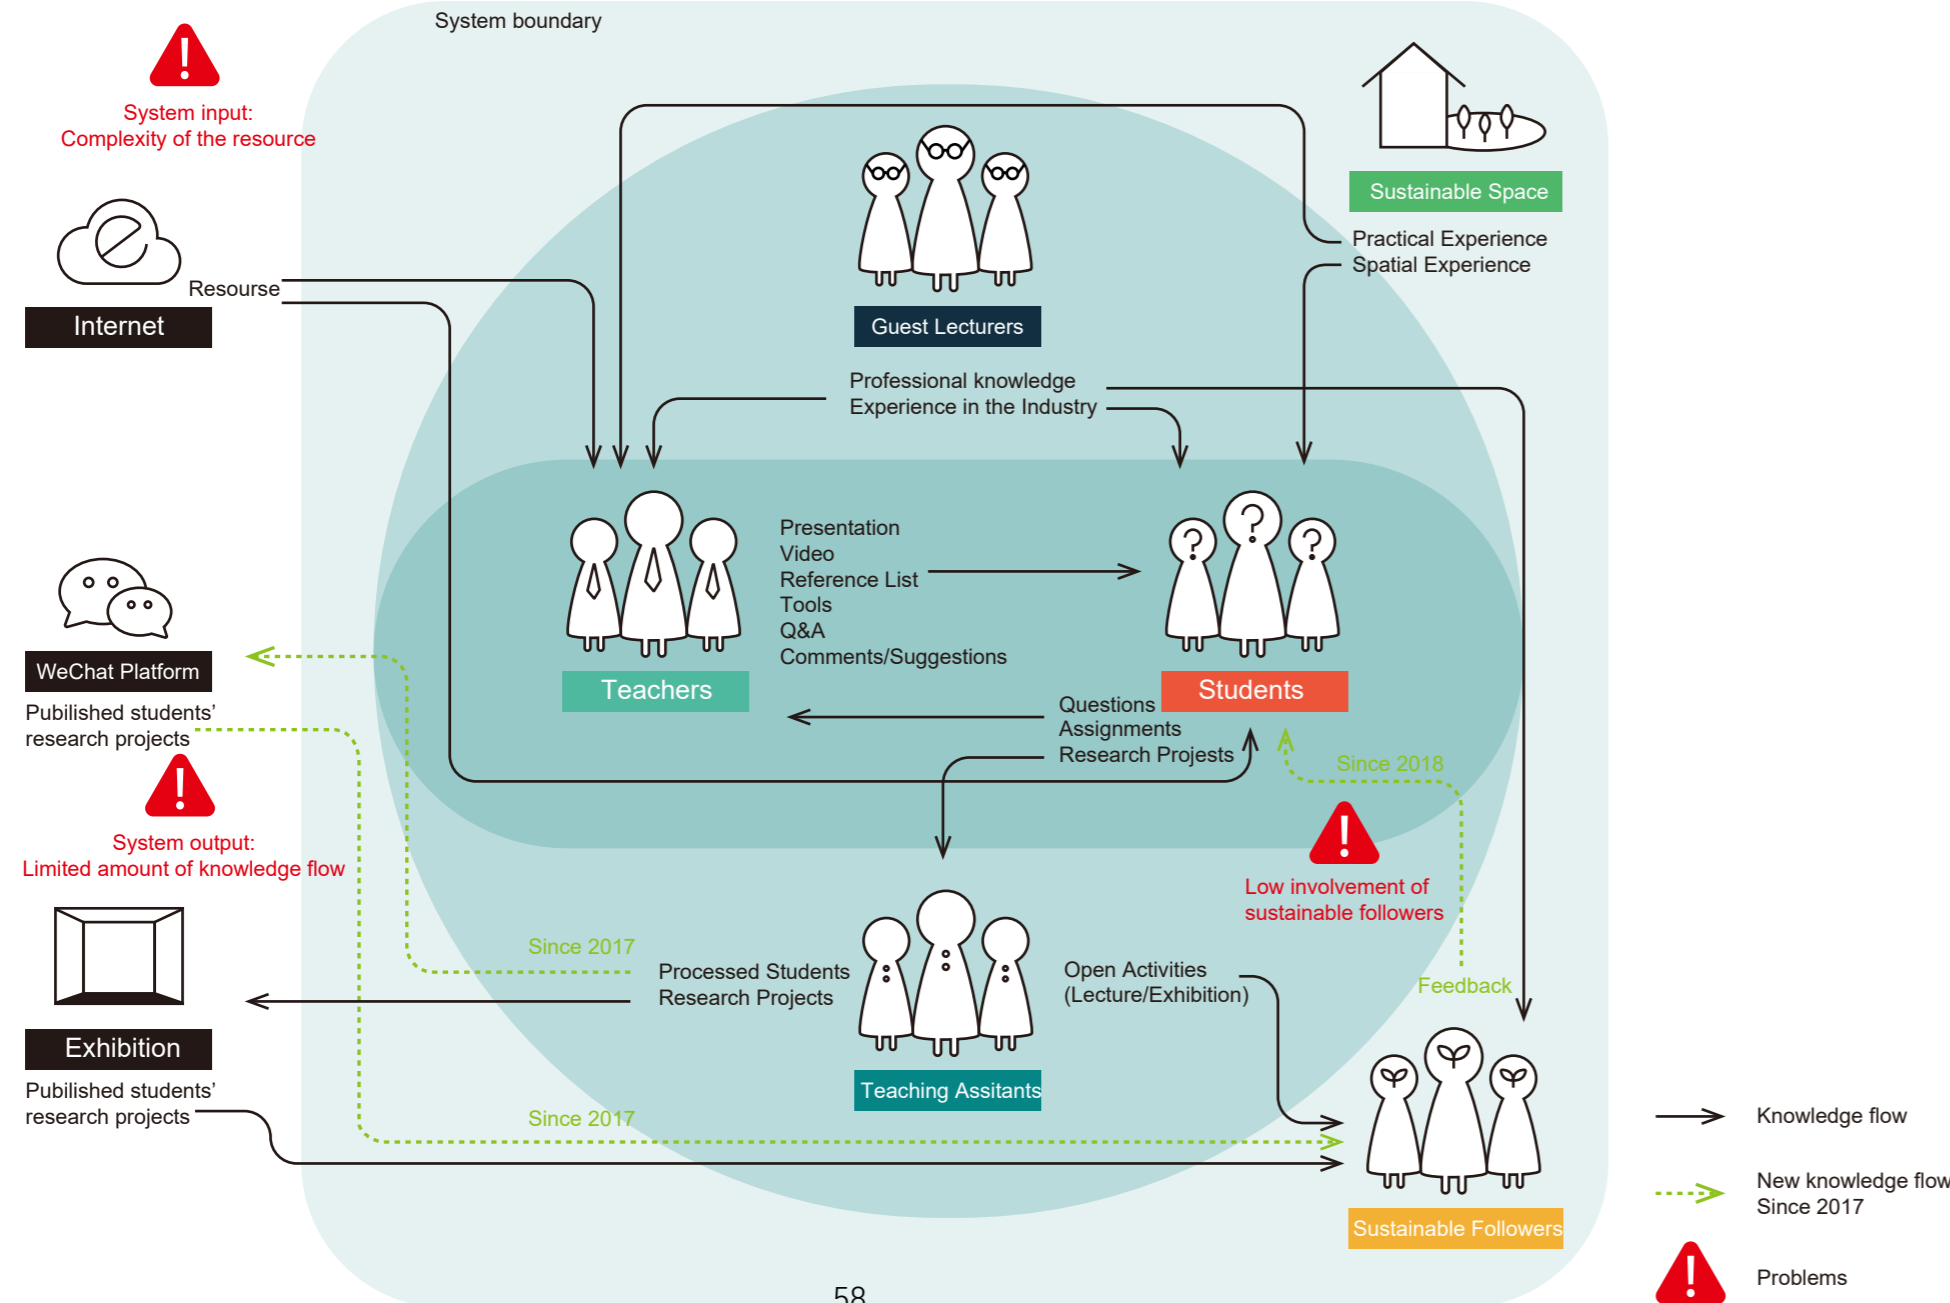 System boundary
System input:
Complexity of the resource
Resourse
Internet
Sustainable Space
Practical Experience
Spatial Experience
Guest Lecturers
Professional knowledge
Experience in the Industry
Presentation
Video
Reference List
Tools
Q&A
Comments/Suggestions
Teachers
Students
Questions
Assignments
Research Projests
WeChat Platform
Pubilished students’
research projects
System output:
Limited amount of knowledge flow
Since 2018
Low involvement of
sustainable followers
Feedback
Since 2017
Processed Students
Research Projects
Open Activities
(Lecture/Exhibition)
Teaching Assitants
Exhibition
Pubilished students’
research projects
Since 2017
Sustainable Followers
Knowledge flow
New knowledge flow
Since 2017
Problems
58